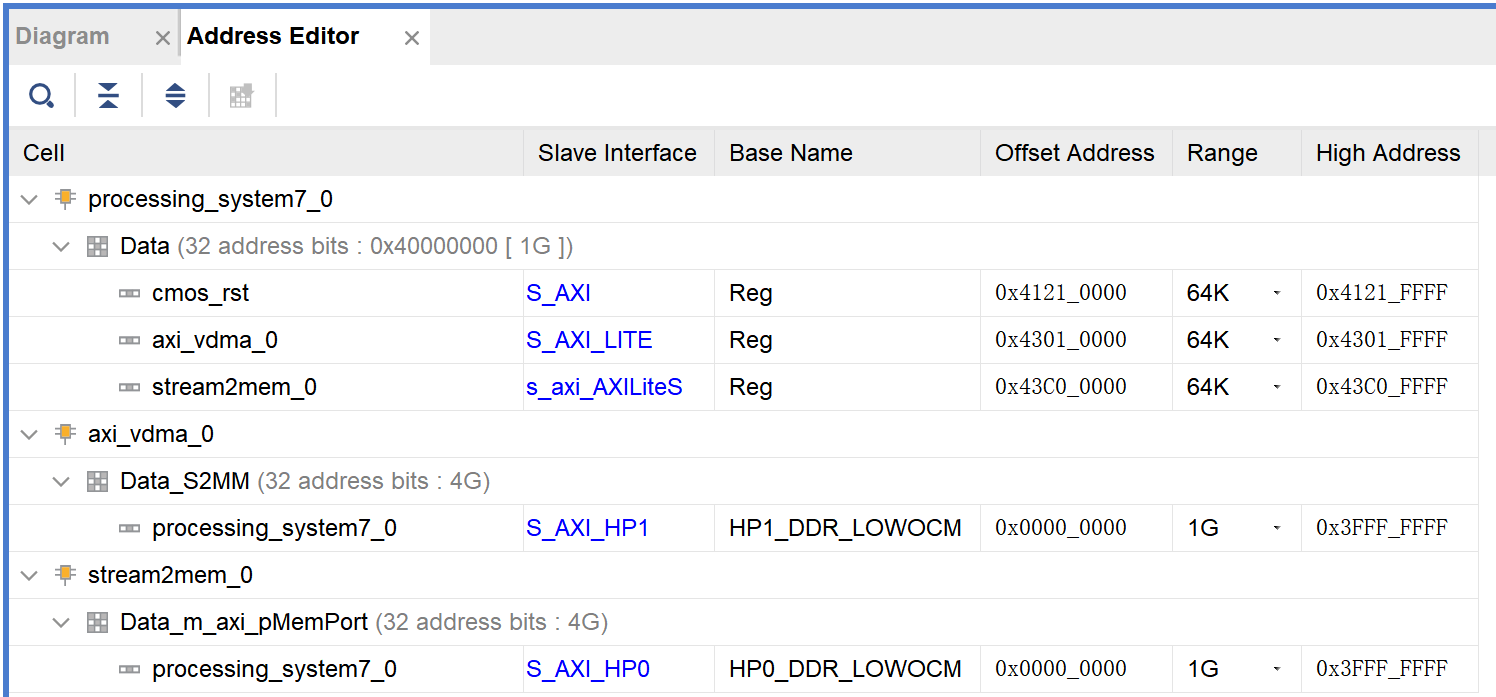 Diagram Address Editor
Cell Slave Interface Base Name Offset Address Range High Address
processing_system7_0
Data (32 address bits : 0x40000000 [ 1G ])
cmos_rst S_AXI Reg 0x4121_0000 64K 0x4121_FFFF
axi_vdma_0 S_AXI_LITE Reg 0x4301_0000 64K 0x4301_FFFF
stream2mem_0 s_axi_AXILiteS Reg 0x43C0_0000 64K 0x43C0_FFFF
axi_vdma_0
Data_S2MM (32 address bits : 4G)
processing_system7_0 S_AXI_HP1 HP1_DDR_LOWOCM 0x0000_0000 1G 0x3FFF_FFFF
stream2mem_0
Data_m_axi_pMemPort (32 address bits : 4G)
processing_system7_0 S_AXI_HP0 HP0_DDR_LOWOCM 0x0000_0000 1G 0x3FFF_FFFF